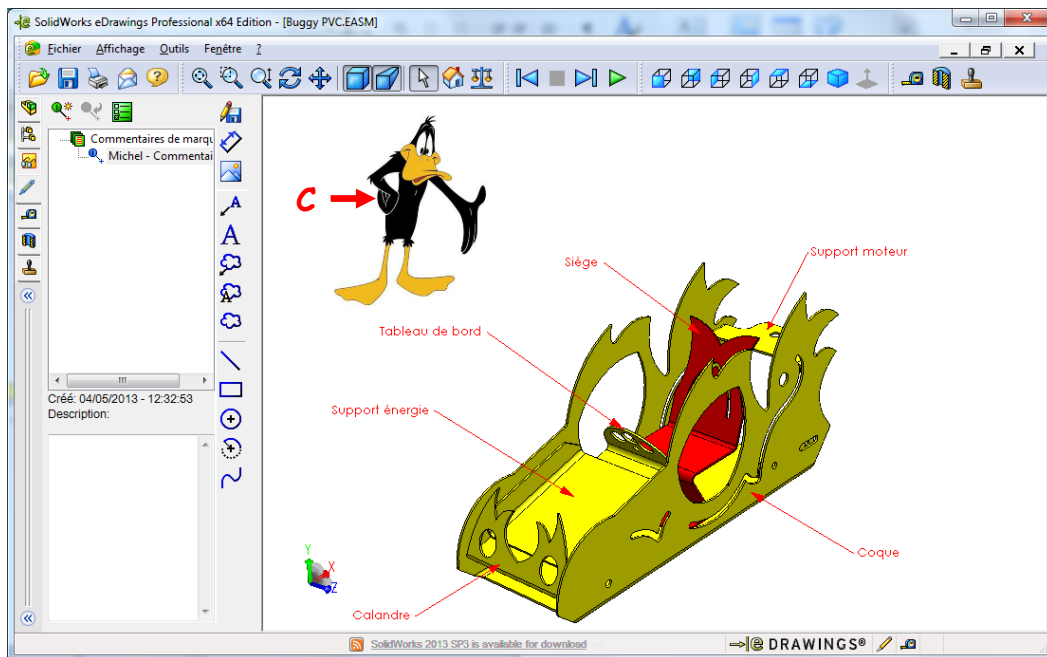 SolidWorks eDrawings Professional x64 Edition - [Buggy PVC.EASM]
Fichier Affichage Outils Fenêtre ?
Commentaires de marqu
Michel - Commentai
C
Support moteur
Siège
Tableau de bord
Créé: 04/05/2013 - 12:32:53
Description:
Support énergie
Coque
Calandre
Y
X
Z
SolidWorks 2013 SP3 is available for download
e DRAWINGS®